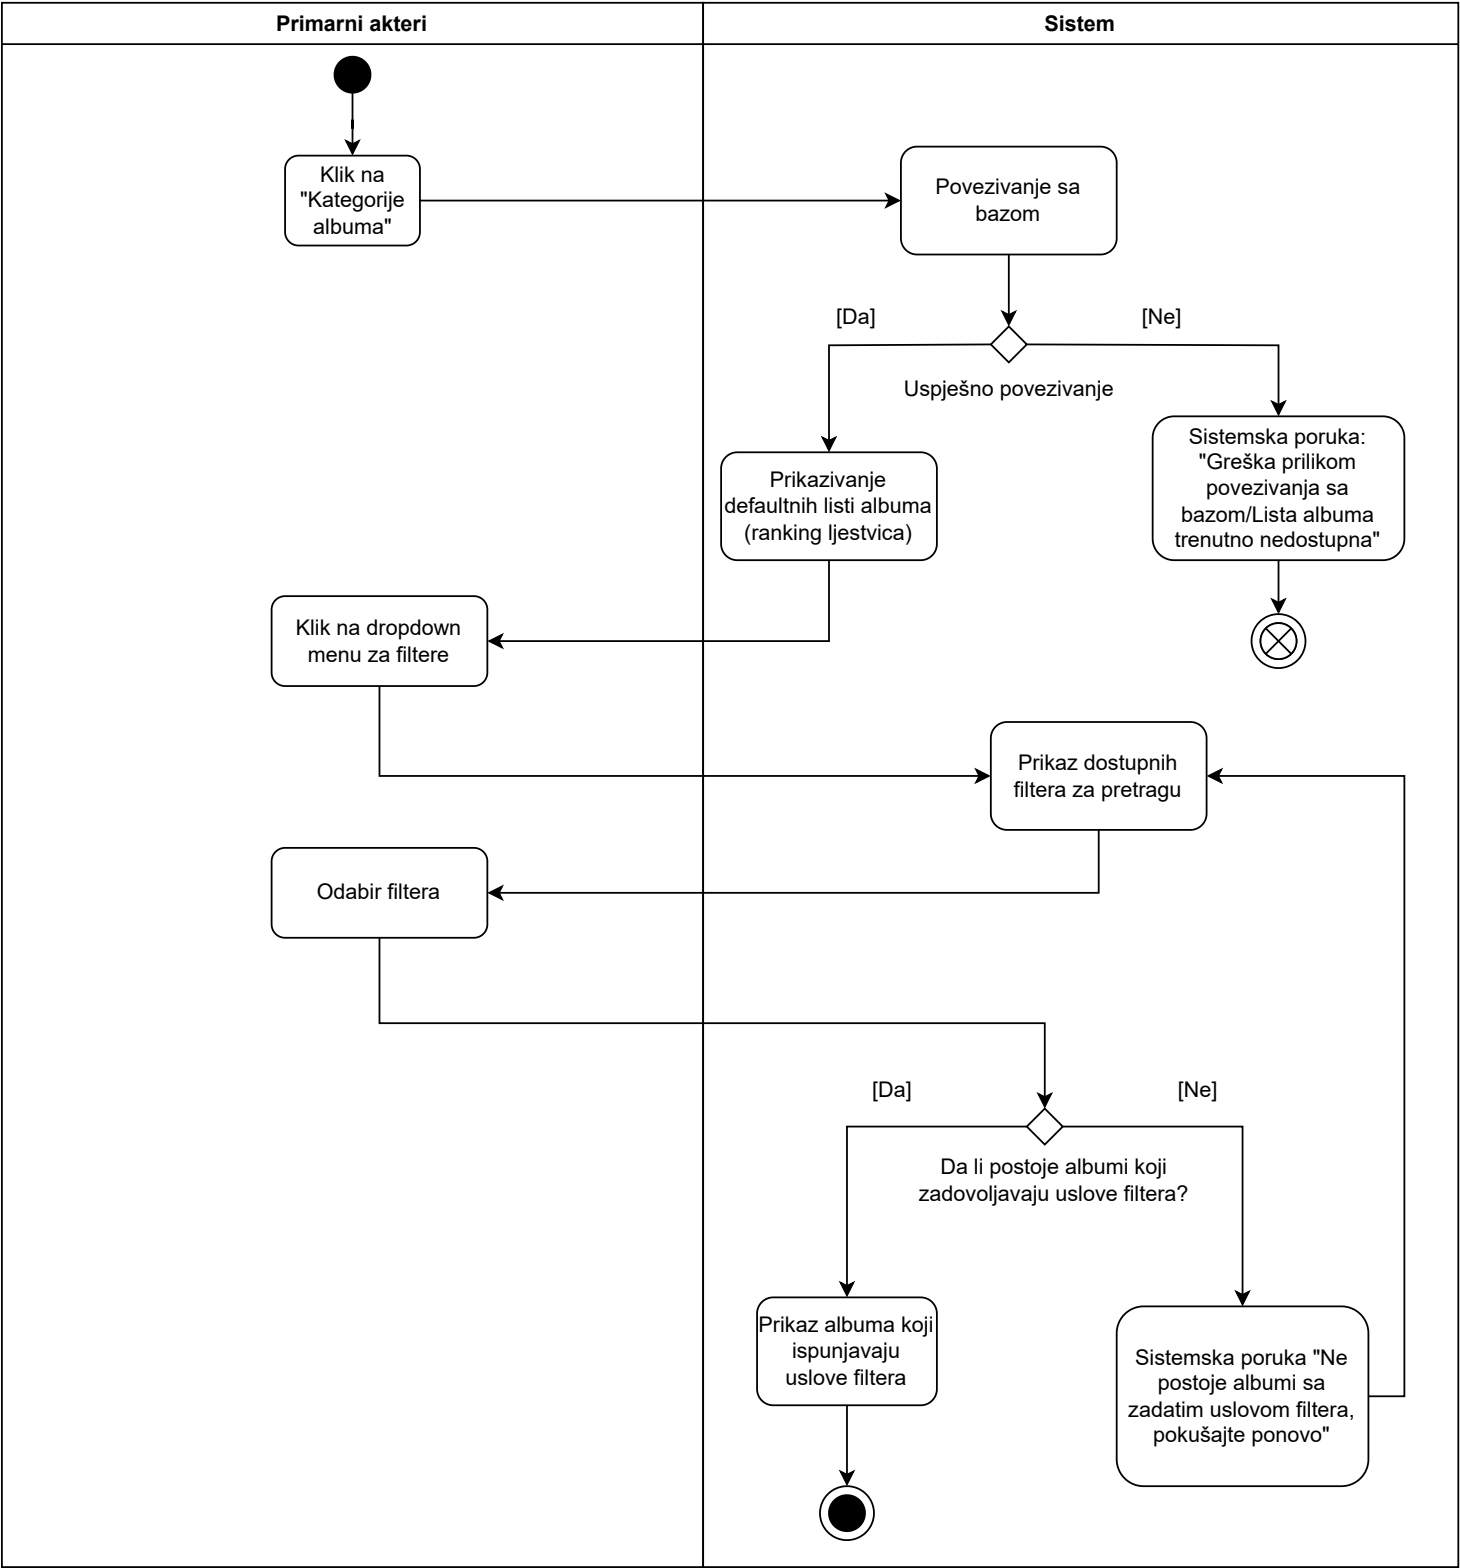 Primarni akteri
Sistem
Klik na
"Kategorije
albuma"
Povezivanje sa
bazom
[Da]
[Ne]
Uspješno povezivanje
Prikazivanje
defaultnih listi albuma
(ranking ljestvica)
Sistemska poruka:
"Greška prilikom
povezivanja sa
bazom/Lista albuma
trenutno nedostupna"
Klik na dropdown
menu za filtere
Prikaz dostupnih
filtera za pretragu
Odabir filtera
[Da]
[Ne]
Da li postoje albumi koji
zadovoljavaju uslove filtera?
Prikaz albuma koji
ispunjavaju
uslove filtera
Sistemska poruka "Ne
postoje albumi sa
zadatim uslovom filtera,
pokušajte ponovo"